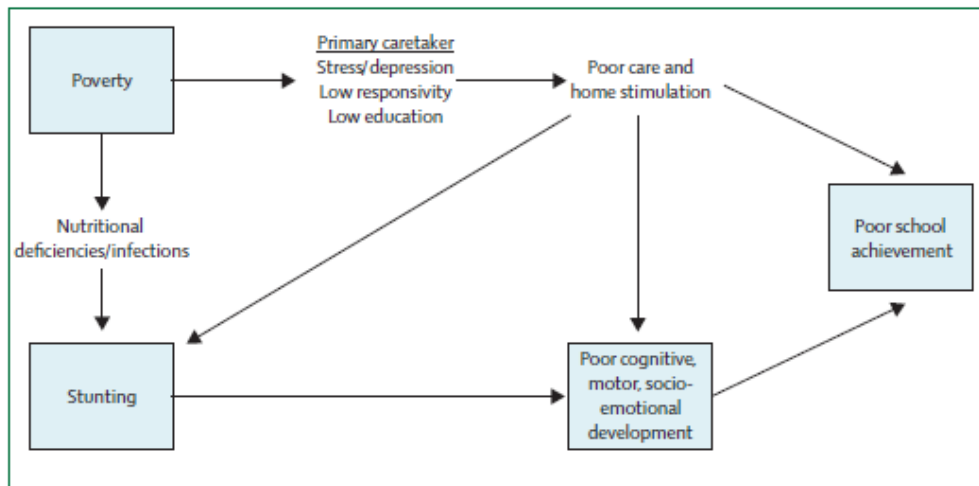 Poverty
Primary caretaker
Stress/depression
Low responsivity
Low education
Poor care and
home stimulation
Nutritional
deficiencies/infections
Poor school
achievement
Stunting
Poor cognitive,
motor, socio-
emotional
development